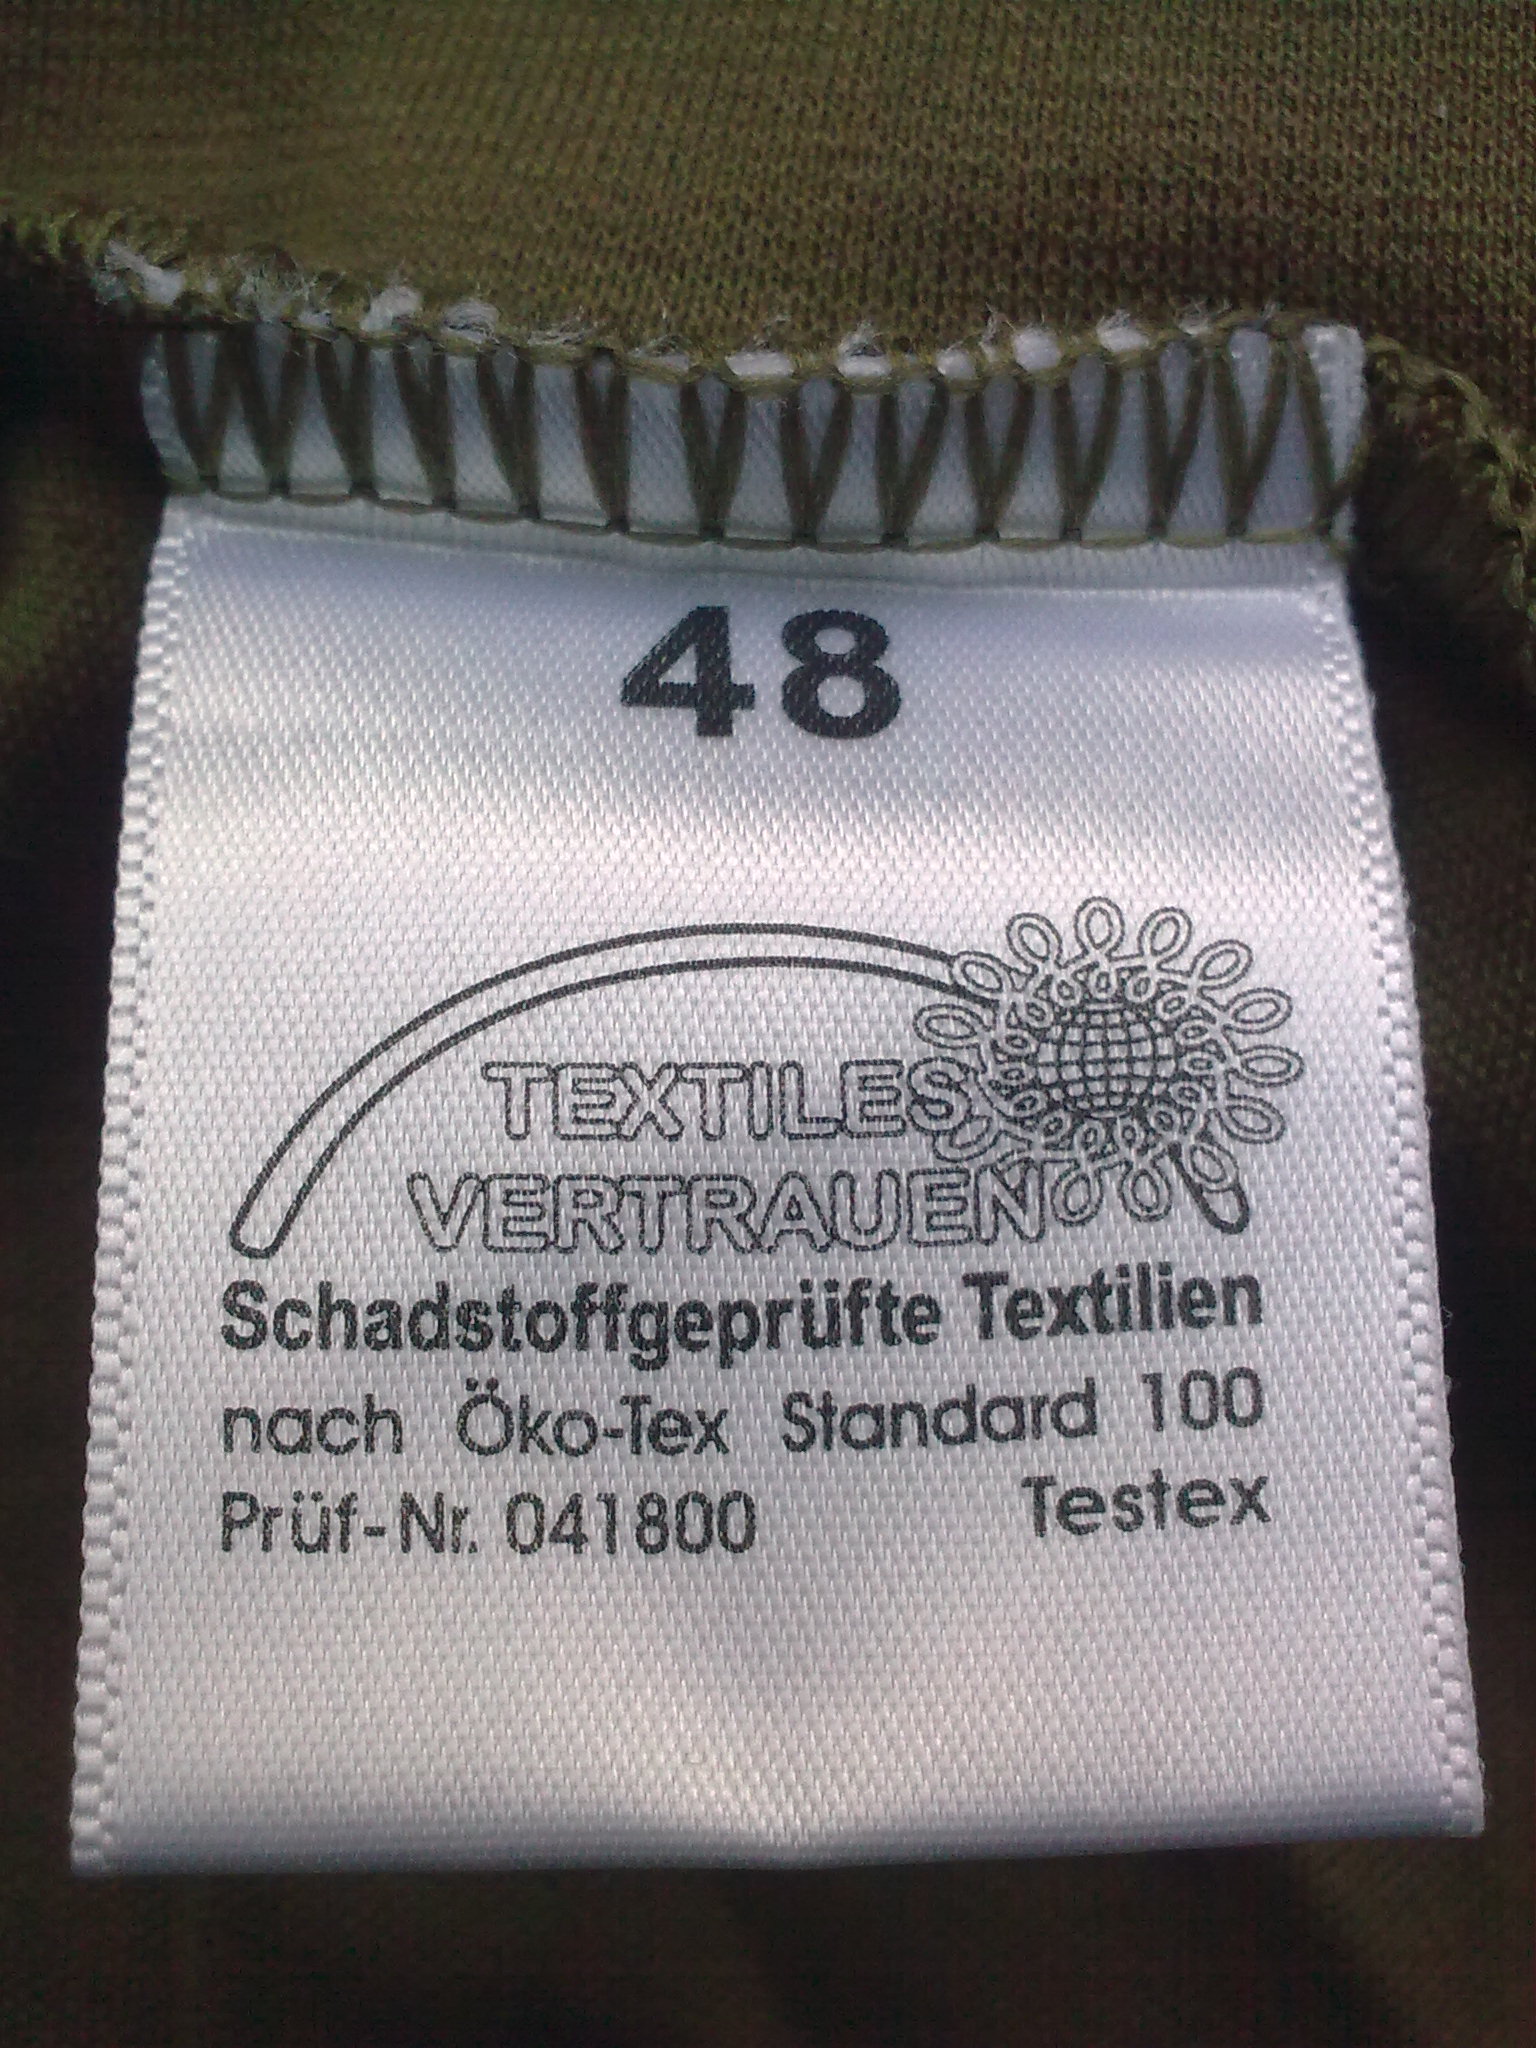 48
TEXTILES
VERTRAUEN
Schadstoffgeprüfte Textilien
nach Öko-Tex Standard 100
Prüf-Nr. 041800 Testex